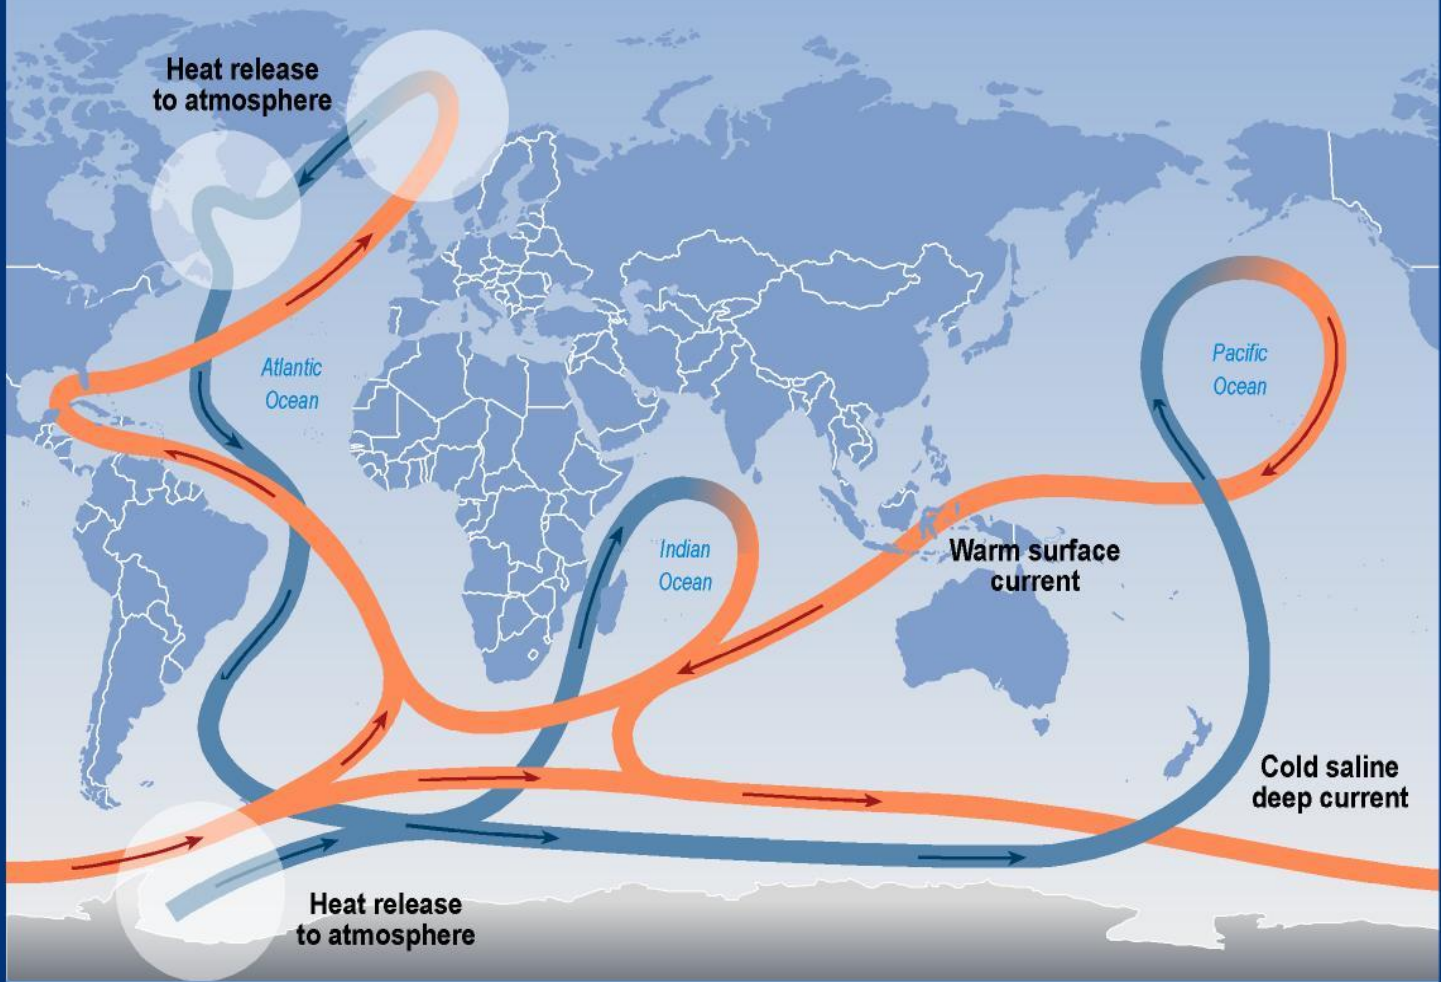 Heat release
to atmosphere
Atlantic
Ocean
Pacific
Ocean
Indian
Ocean
Warm surface
current
Cold saline
deep current
Heat release
to atmosphere